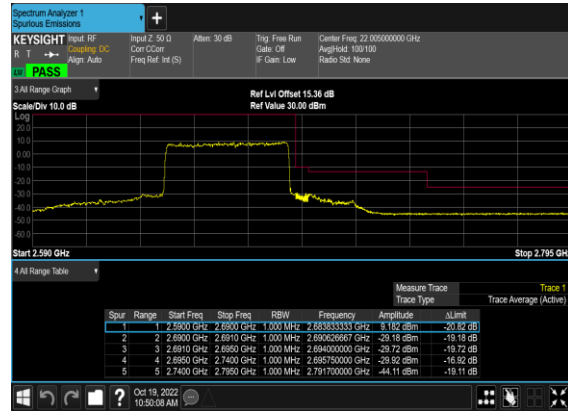 Spectrum Analyzer 1
Spurious Emissions
+
KEYSIGHT Input: RF Input Z: 50 Ω Atten: 30 dB Trig: Free Run Center Freq: 22.005000000 GHz
R T Coupling: DC Corr CCorr Gate: Off Avg|Hold: 100/100
Align: Auto Freq Ref: Int (S) IF Gain: Low Radio Std: None
LW PASS
3 All Range Graph
Ref Lvl Offset 15.36 dB
Scale/Div 10.0 dB Ref Value 30.00 dBm
Log
20.0
10.0
0.00
-10.0
-20.0
-30.0
-40.0
-50.0
-60.0
Start 2.590 GHz Stop 2.795 GH
4 All Range Table
Measure Trace Trace 1
Trace Type Trace Average (Active)
Spur Range Start Freq Stop Freq RBW Frequency Amplitude ΔLimit
1 1 2.5900 GHz 2.6900 GHz 1.000 MHz 2.683833333 GHz 9.182 dBm -20.82 dB
2 2 2.6900 GHz 2.6910 GHz 1.000 MHz 2.690626667 GHz -29.18 dBm -19.18 dB
3 3 2.6910 GHz 2.6950 GHz 1.000 MHz 2.694000000 GHz -29.72 dBm -19.72 dB
4 4 2.6950 GHz 2.7400 GHz 1.000 MHz 2.695750000 GHz -29.92 dBm -16.92 dB
5 5 2.7400 GHz 2.7950 GHz 1.000 MHz 2.791700000 GHz -44.11 dBm -19.11 dB
? Oct 19, 2022
10:50:08 AM